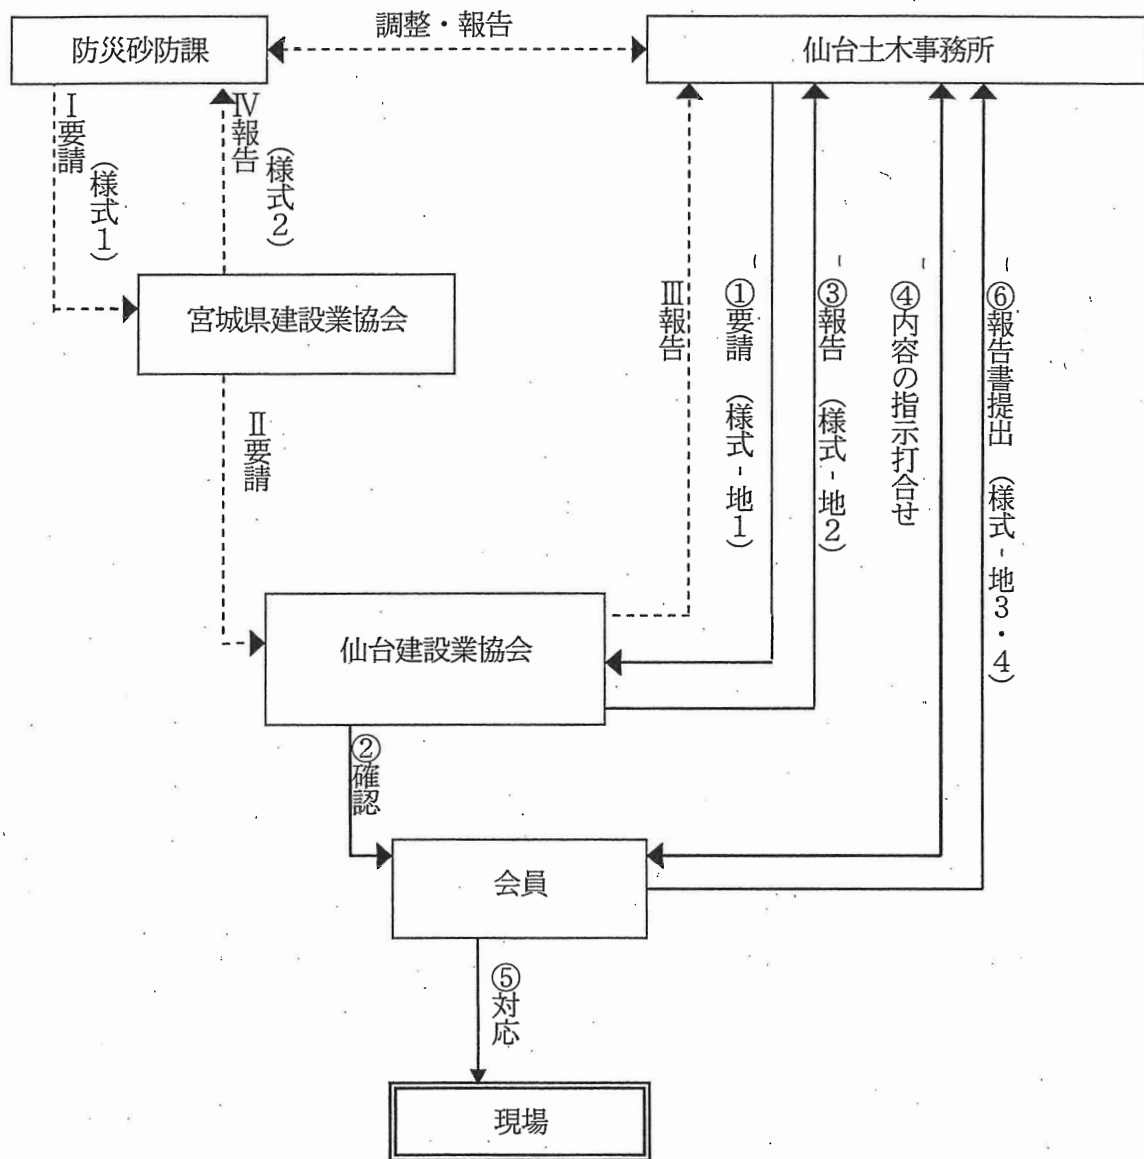 防災砂防課
調整・報告
仙台土木事務所
Ⅰ要請
（様式1）
Ⅳ報告
（様式2）
宮城県建設業協会
Ⅱ要請
Ⅲ報告
①要請（様式-地1）
③報告（様式-地2）
④内容の指示打合せ
⑥報告書提出（様式-地3・4）
仙台建設業協会
②確認
会員
⑤対応
現場